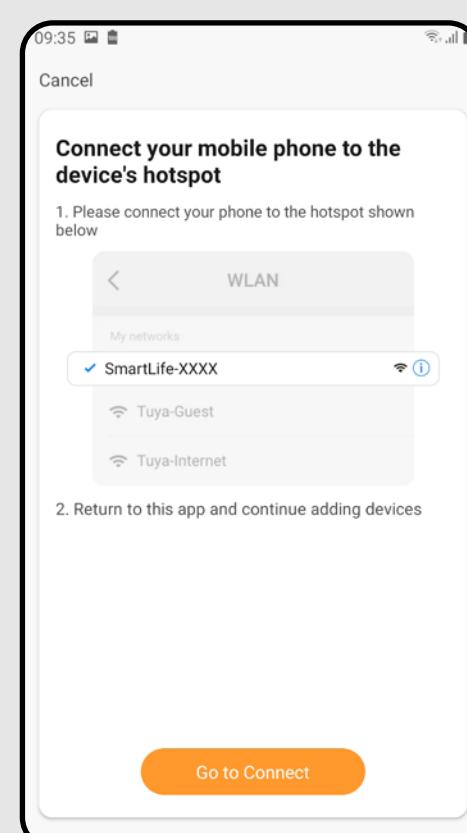 09:35
Cancel
Connect your mobile phone to the
device's hotspot
1. Please connect your phone to the hotspot shown
below
WLAN
My networks
SmartLife-XXXX
Tuya-Guest
Tuya-Internet
2. Return to this app and continue adding devices
Go to Connect